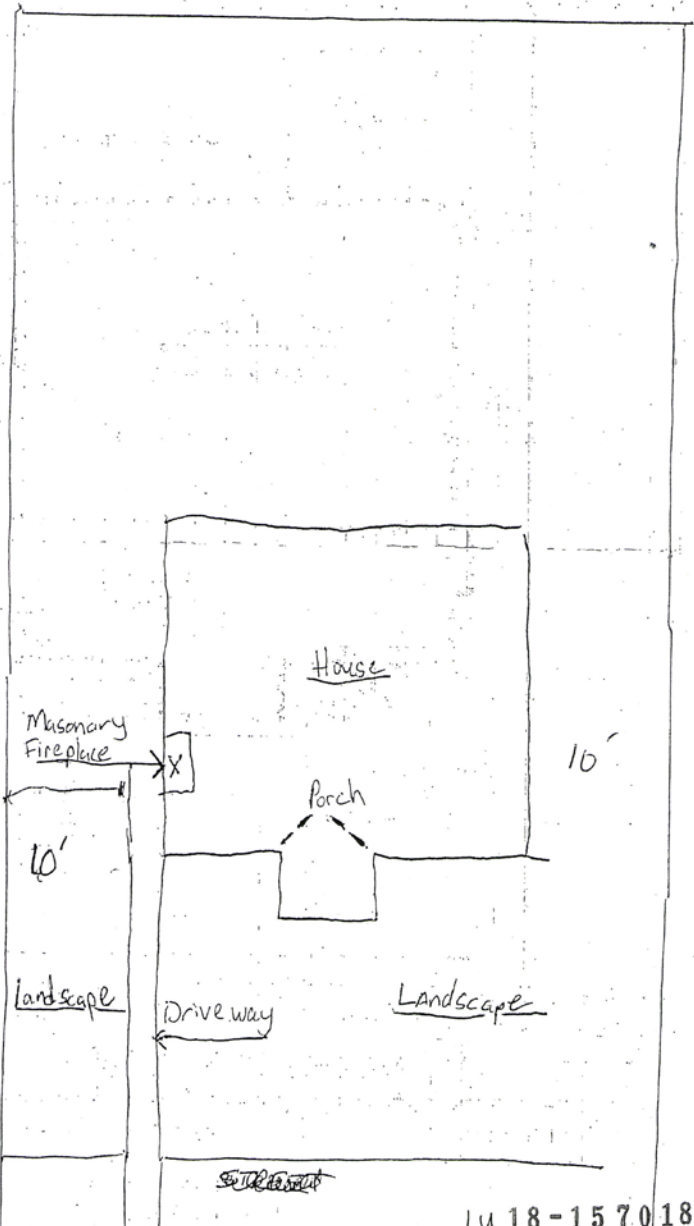 House
Masonary
Fireplace
X
10'
Porch
10'
Landscape
Driveway
Landscape
18-157018